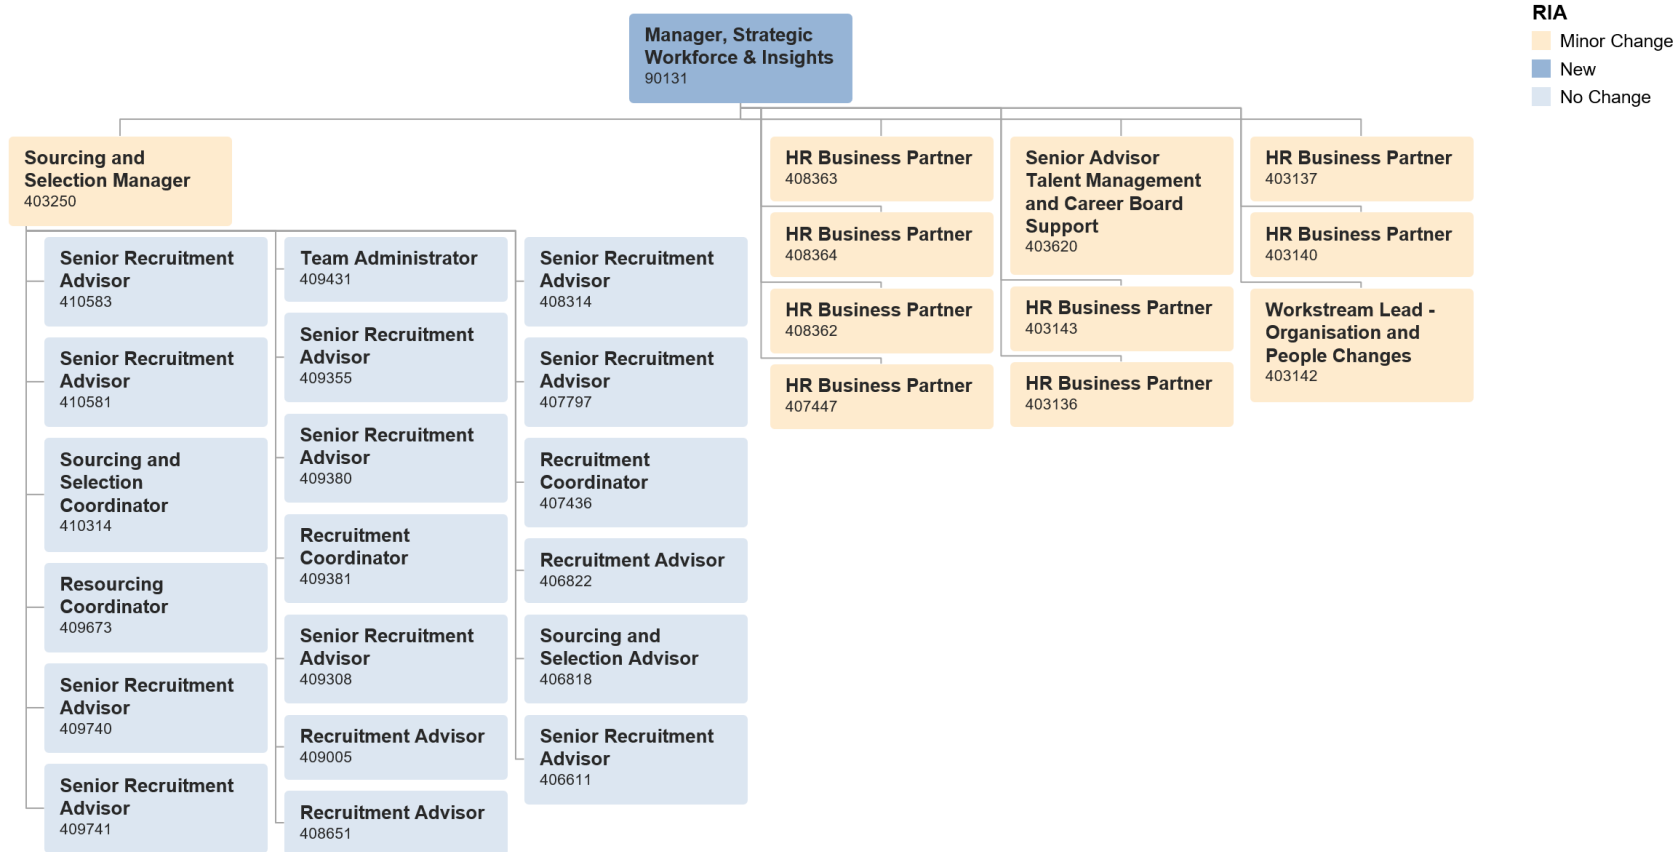 Manager, Strategic
Workforce & Insights
90131
RIA
Minor Change
New
No Change
Sourcing and
Selection Manager
403250
Senior Recruitment
Advisor
410583
Senior Recruitment
Advisor
410581
Sourcing and
Selection
Coordinator
410314
Resourcing
Coordinator
409673
Senior Recruitment
Advisor
409740
Senior Recruitment
Advisor
409741
Team Administrator
409431
Senior Recruitment
Advisor
409355
Senior Recruitment
Advisor
409380
Recruitment
Coordinator
409381
Senior Recruitment
Advisor
409308
Recruitment Advisor
409005
Recruitment Advisor
408651
Senior Recruitment
Advisor
408314
Senior Recruitment
Advisor
407797
Recruitment
Coordinator
407436
Recruitment Advisor
406822
Sourcing and
Selection Advisor
406818
Senior Recruitment
Advisor
406611
HR Business Partner
408363
HR Business Partner
408364
HR Business Partner
408362
HR Business Partner
407447
Senior Advisor
Talent Management
and Career Board
Support
403620
HR Business Partner
403143
HR Business Partner
403136
HR Business Partner
403137
HR Business Partner
403140
Workstream Lead -
Organisation and
People Changes
403142